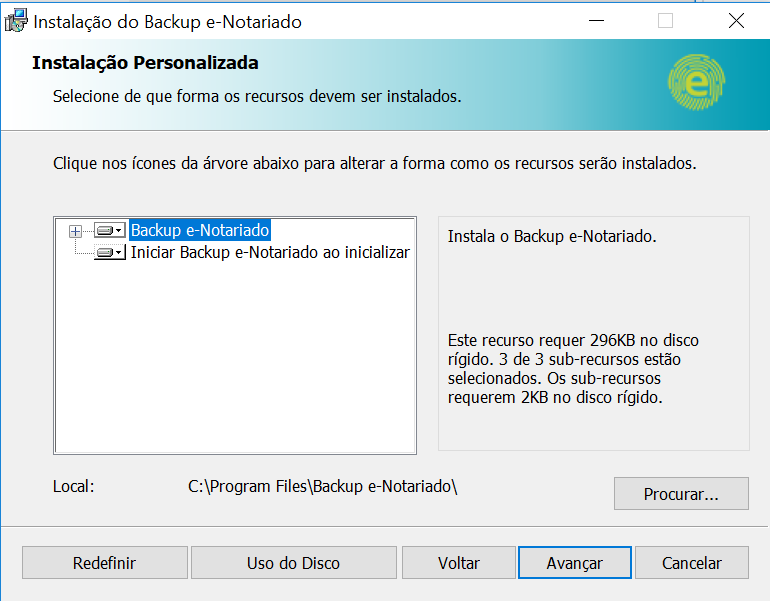 Instalação do Backup e-Notariado
Instalação Personalizada
Selecione de que forma os recursos devem ser instalados.
e
Clique nos ícones da árvore abaixo para alterar a forma como os recursos serão instalados.
Backup e-Notariado
Iniciar Backup e-Notariado ao inicializar
Instala o Backup e-Notariado.
Este recurso requer 296KB no disco
rígido. 3 de 3 sub-recursos estão
selecionados. Os sub-recursos
requerem 2KB no disco rígido.
Local: C:\Program Files\Backup e-Notariado\
Procurar...
Redefinir Uso do Disco Voltar Avançar Cancelar